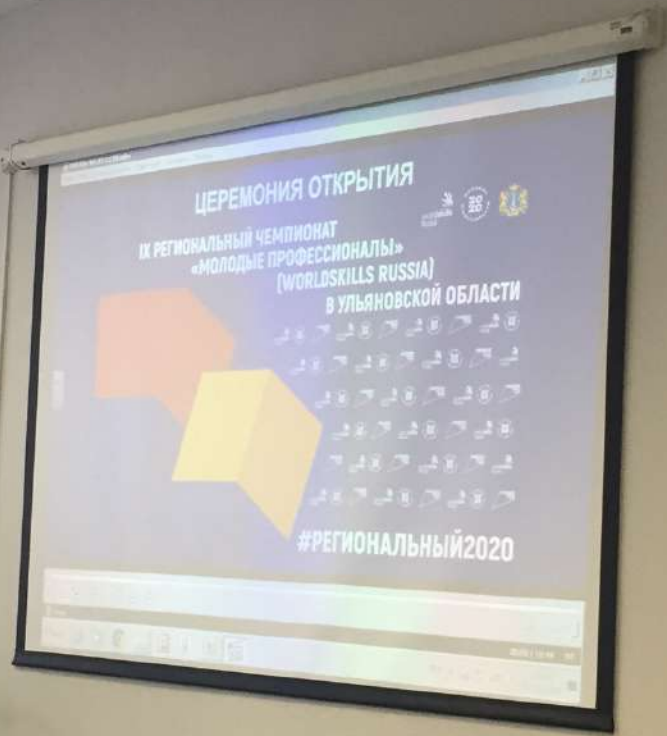 ЦЕРЕМОНИЯ ОТКРЫТИЯ
IX РЕГИОНАЛЬНЫЙ ЧЕМПИОНАТ
«МОЛОДЫЕ ПРОФЕССИОНАЛЫ»
(WORLDSKILLS RUSSIA)
В УЛЬЯНОВСКОЙ ОБЛАСТИ
#РЕГИОНАЛЬНЫЙ2020